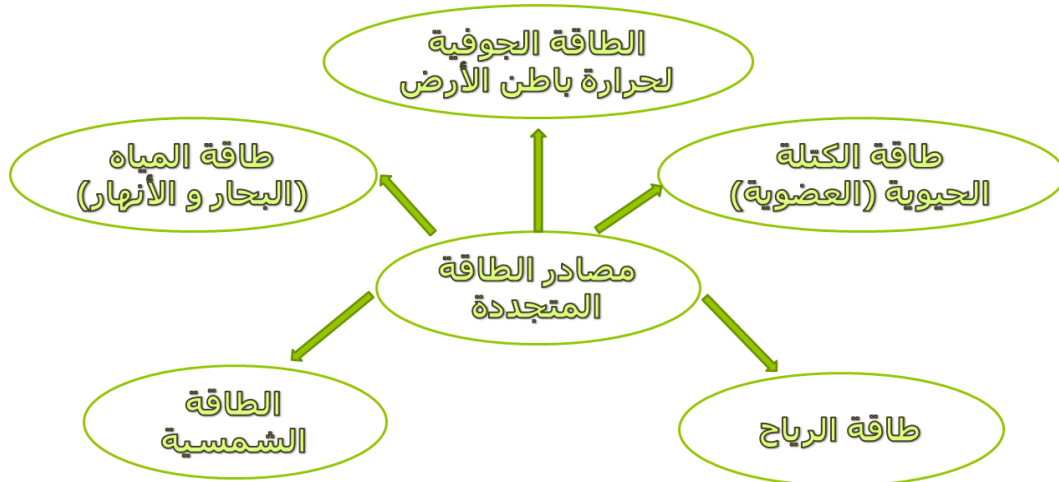 الطاقة الجوفية
لحرارة باطن الأرض
طاقة الكتلة
الحيوية (العضوية)
طاقة المياه
(البحار و الأنهار)
مصادر الطاقة
المتجددة
طاقة الرياح
الطاقة
الشمسية